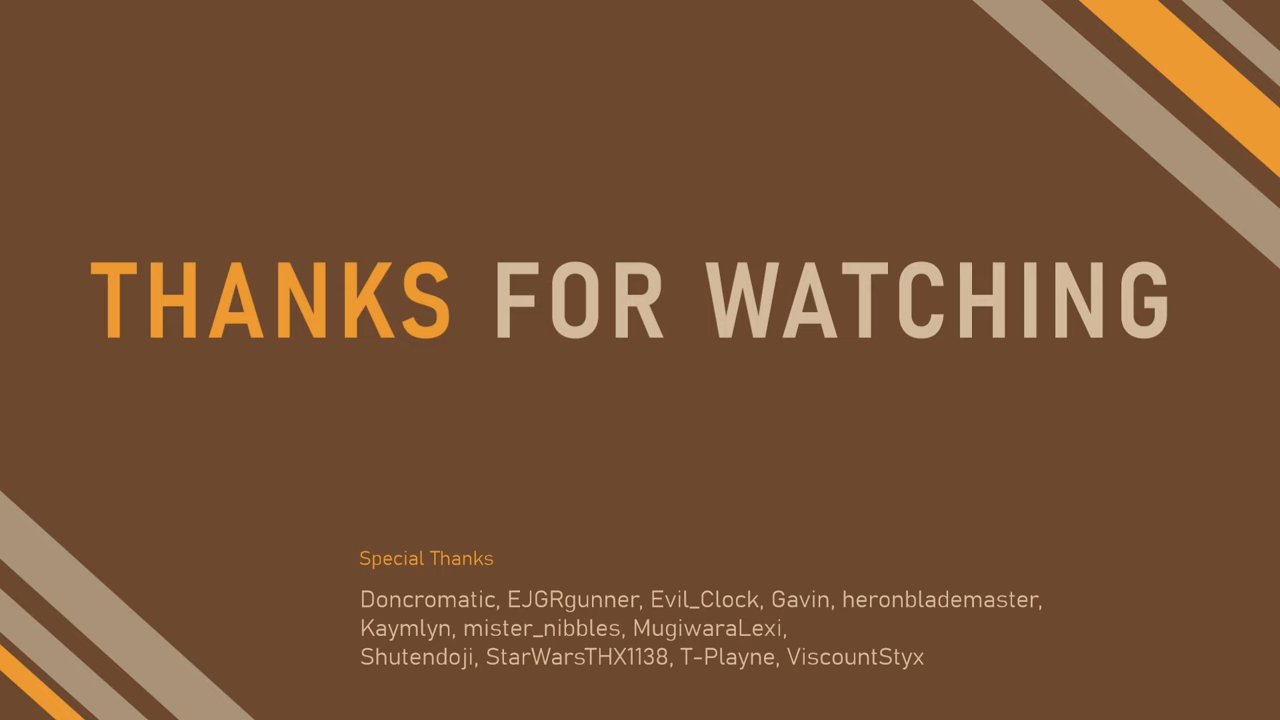 THANKS FOR WATCHING
Special Thanks
Doncromatic, EJGRgunner, Evil_Clock, Gavin, heronblademaster,
Kaymlyn, mister_nibbles, MugiwaraLexi,
Shutendoji, StarWarsTHX1138, T-Playne, ViscountStyx